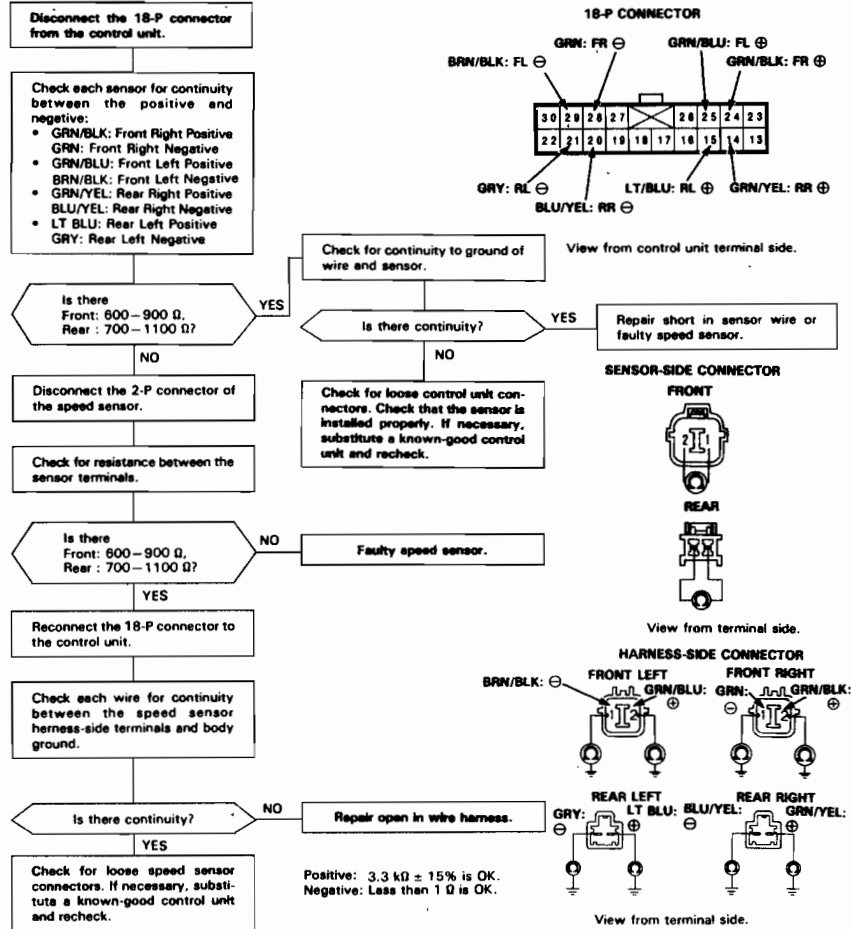 Disconnect the 18-P connector
from the control unit.
Check each sensor for continuity
between the positive and
negetive:
• GRN/BLK: Front Right Positive
GRN: Front Right Negative
• GRN/BLU: Front Left Positive
BRN/BLK: Front Left Negative
• GRN/YEL: Rear Right Positive
BLU/YEL: Rear Right Negative
• LT BLU: Rear Left Positive
GRY: Rear Left Negative
Is there
Front: 600–900 Ω,
Rear : 700–1100 Ω?
YES
NO
Check for continuity to ground of
wire and sensor.
Is there continuity?
YES
Repair short in sensor wire or
faulty speed sensor.
NO
Check for loose control unit con-
nectors. Check that the sensor is
installed properly. If necessary,
substitute a known-good control
unit and recheck.
Disconnect the 2-P connector of
the speed sensor.
Check for resistance between the
sensor terminals.
Is there
Front: 600–900 Ω,
Rear : 700–1100 Ω?
NO
Faulty speed sensor.
YES
Reconnect the 18-P connector to
the control unit.
Check each wire for continuity
between the speed sensor
herness-side terminals and body
ground.
Is there continuity?
NO
Repair open in wire harness.
YES
Check for loose speed sensor
connectors. If necessary, substi-
tuta a known-good control unit
and recheck.
Positive: 3.3 kΩ ± 15% is OK.
Negative: Less than 1 Ω is OK.
18-P CONNECTOR
GRN: FR ⊖
GRN/BLU: FL ⊕
BRN/BLK: FL ⊖
GRN/BLK: FR ⊕
30 29 28 27 26 25 24 23
22 21 20 19 18 17 16 15 14 13
GRY: RL ⊖
LT/BLU: RL ⊕
GRN/YEL: RR ⊕
BLU/YEL: RR ⊖
View from control unit terminal side.
SENSOR-SIDE CONNECTOR
FRONT
2 1
REAR
View from terminal side.
HARNESS-SIDE CONNECTOR
FRONT LEFT
FRONT RIGHT
BRN/BLK: ⊖
GRN/BLU: ⊕
GRN: ⊖
GRN/BLK: ⊕
1 2
1 2
REAR LEFT
REAR RIGHT
GRY: ⊖
LT BLU: ⊕
BLU/YEL: ⊖
GRN/YEL: ⊕
View from terminal side.